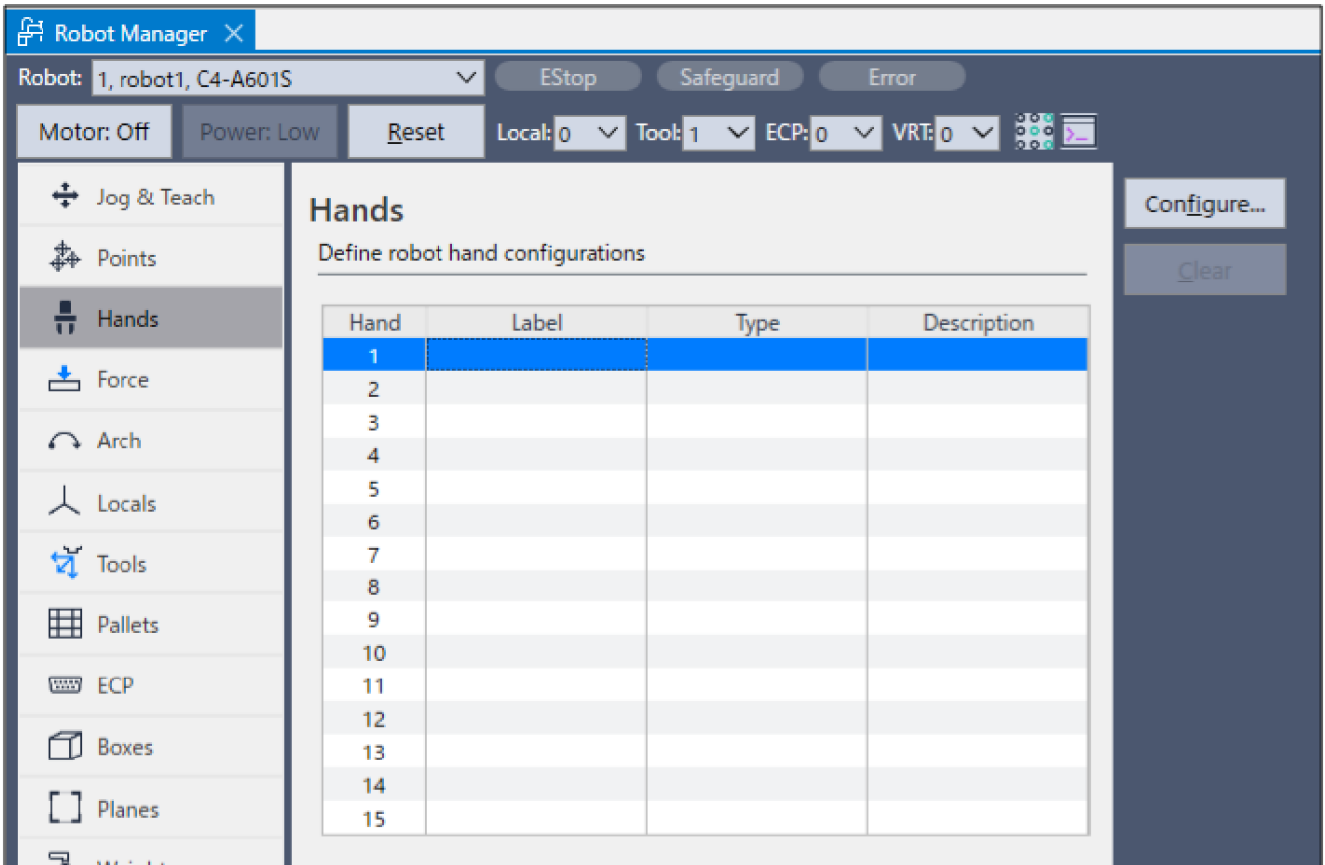 Robot Manager
Robot: 1, robot1, C4-A601S EStop Safeguard Error
Motor: Off Power: Low Reset Local: 0 Tool: 1 ECP: 0 VRT: 0
Jog & Teach
Points
Hands
Force
Arch
Locals
Tools
Pallets
ECP
Boxes
Planes
Hands
Define robot hand configurations
Hand Label Type Description
1
2
3
4
5
6
7
8
9
10
11
12
13
14
15
Configure...
Clear